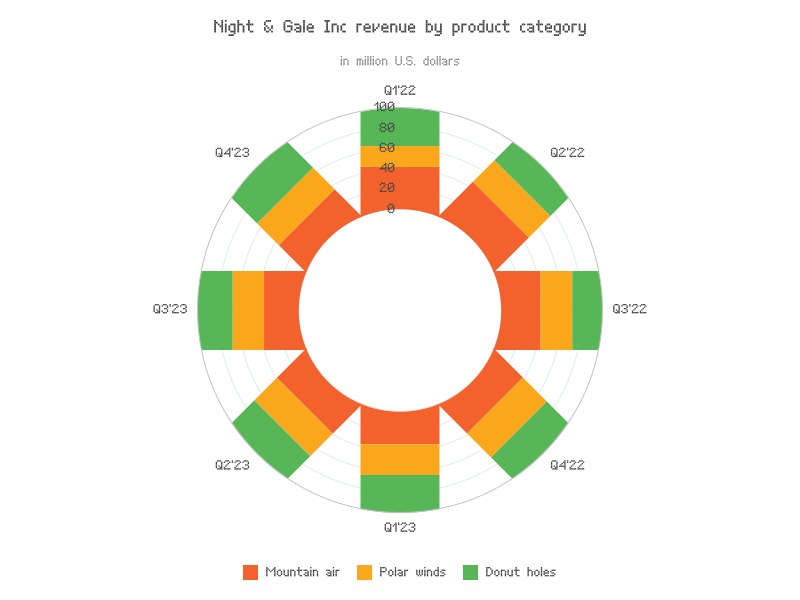 Night & Gale Inc revenue by product category
in million U.S. dollars
Q1'22
100
80
60
40
20
0
Q4'23
Q2'22
Q3'23
Q3'22
Q2'23
Q4'22
Q1'23
Mountain air
Polar winds
Donut holes